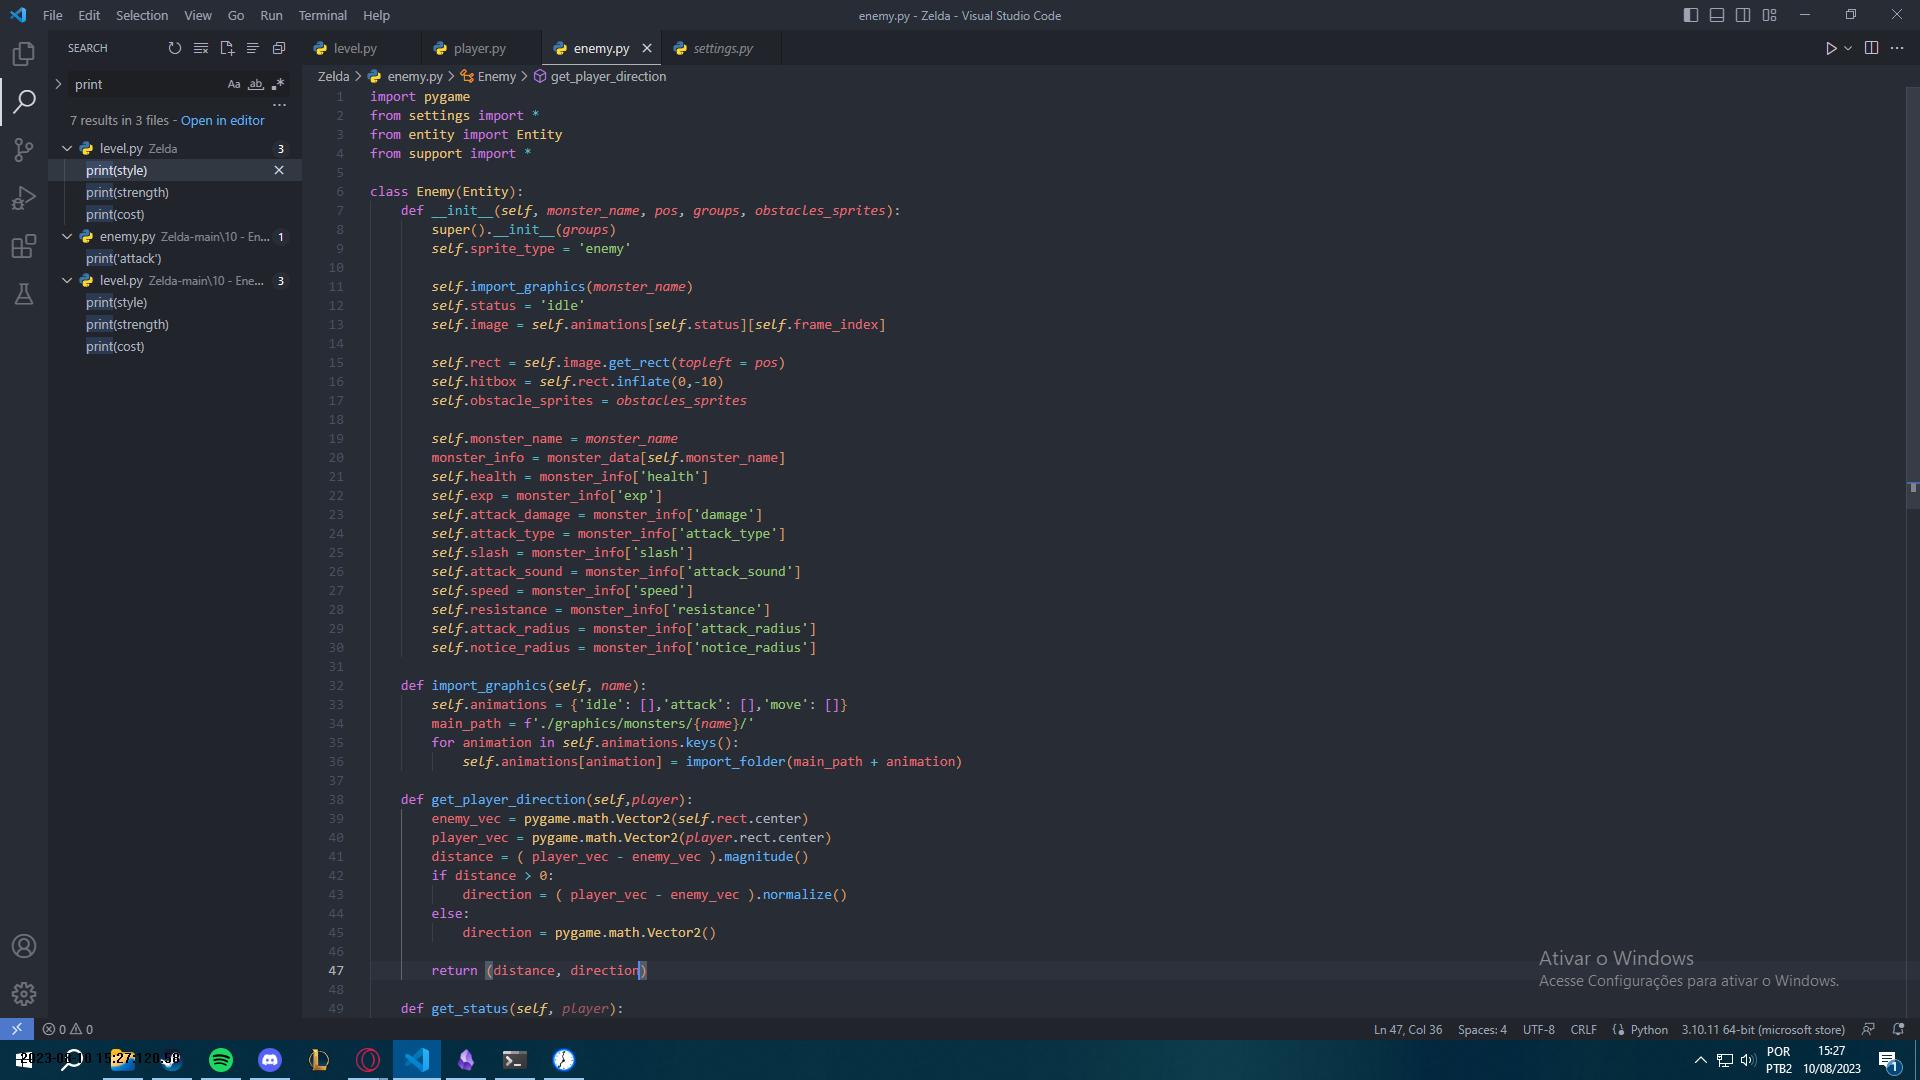 File Edit Selection View Go Run Terminal Help
enemy.py - Zelda - Visual Studio Code
SEARCH
print
Aa ab
7 results in 3 files - Open in editor
level.py Zelda 3
print(style)
print(strength)
print(cost)
enemy.py Zelda-main\10 - En... 1
print('attack')
level.py Zelda-main\10 - Ene... 3
print(style)
print(strength)
print(cost)
level.py player.py enemy.py settings.py
Zelda > enemy.py > Enemy > get_player_direction
1 import pygame
2 from settings import *
3 from entity import Entity
4 from support import *
5
6 class Enemy(Entity):
7 def __init__(self, monster_name, pos, groups, obstacles_sprites):
8 super().__init__(groups)
9 self.sprite_type = 'enemy'
10
11 self.import_graphics(monster_name)
12 self.status = 'idle'
13 self.image = self.animations[self.status][self.frame_index]
14
15 self.rect = self.image.get_rect(topleft = pos)
16 self.hitbox = self.rect.inflate(0,-10)
17 self.obstacle_sprites = obstacles_sprites
18
19 self.monster_name = monster_name
20 monster_info = monster_data[self.monster_name]
21 self.health = monster_info['health']
22 self.exp = monster_info['exp']
23 self.attack_damage = monster_info['damage']
24 self.attack_type = monster_info['attack_type']
25 self.slash = monster_info['slash']
26 self.attack_sound = monster_info['attack_sound']
27 self.speed = monster_info['speed']
28 self.resistance = monster_info['resistance']
29 self.attack_radius = monster_info['attack_radius']
30 self.notice_radius = monster_info['notice_radius']
31
32 def import_graphics(self, name):
33 self.animations = {'idle': [],'attack': [],'move': []}
34 main_path = f'./graphics/monsters/{name}/'
35 for animation in self.animations.keys():
36 self.animations[animation] = import_folder(main_path + animation)
37
38 def get_player_direction(self,player):
39 enemy_vec = pygame.math.Vector2(self.rect.center)
40 player_vec = pygame.math.Vector2(player.rect.center)
41 distance = ( player_vec - enemy_vec ).magnitude()
42 if distance > 0:
43 direction = ( player_vec - enemy_vec ).normalize()
44 else:
45 direction = pygame.math.Vector2()
46
47 return (distance, direction)
48
49 def get_status(self, player):
Ativar o Windows
Acesse Configurações para ativar o Windows.
0 0
Ln 47, Col 36 Spaces: 4 UTF-8 CRLF Python 3.10.11 64-bit (microsoft store)
POR 15:27
PTB2 10/08/2023
1